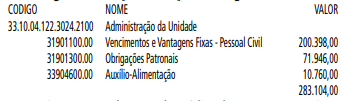 CODIGO NOME VALOR
33.10.04.122.3024.2100 Administração da Unidade
31901100.00 Vencimentos e Vantagens Fixas - Pessoal Civil 200.398,00
31901300.00 Obrigações Patronais 71.946,00
33904600.00 Auxílio-Alimentação 10.760,00
283.104,00